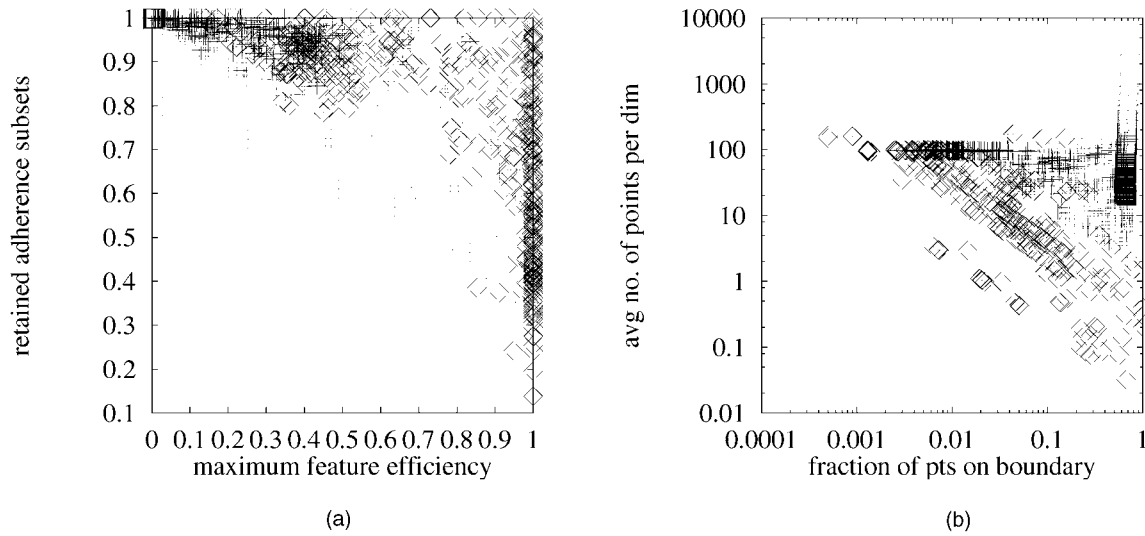 retained adherence subsets
1
0.9
0.8
0.7
0.6
0.5
0.4
0.3
0.2
0.1
0 0.1 0.2 0.3 0.4 0.5 0.6 0.7 0.8 0.9 1
maximum feature efficiency
(a)
avg no. of points per dim
10000
1000
100
10
1
0.1
0.01
0.0001 0.001 0.01 0.1 1
fraction of pts on boundary
(b)